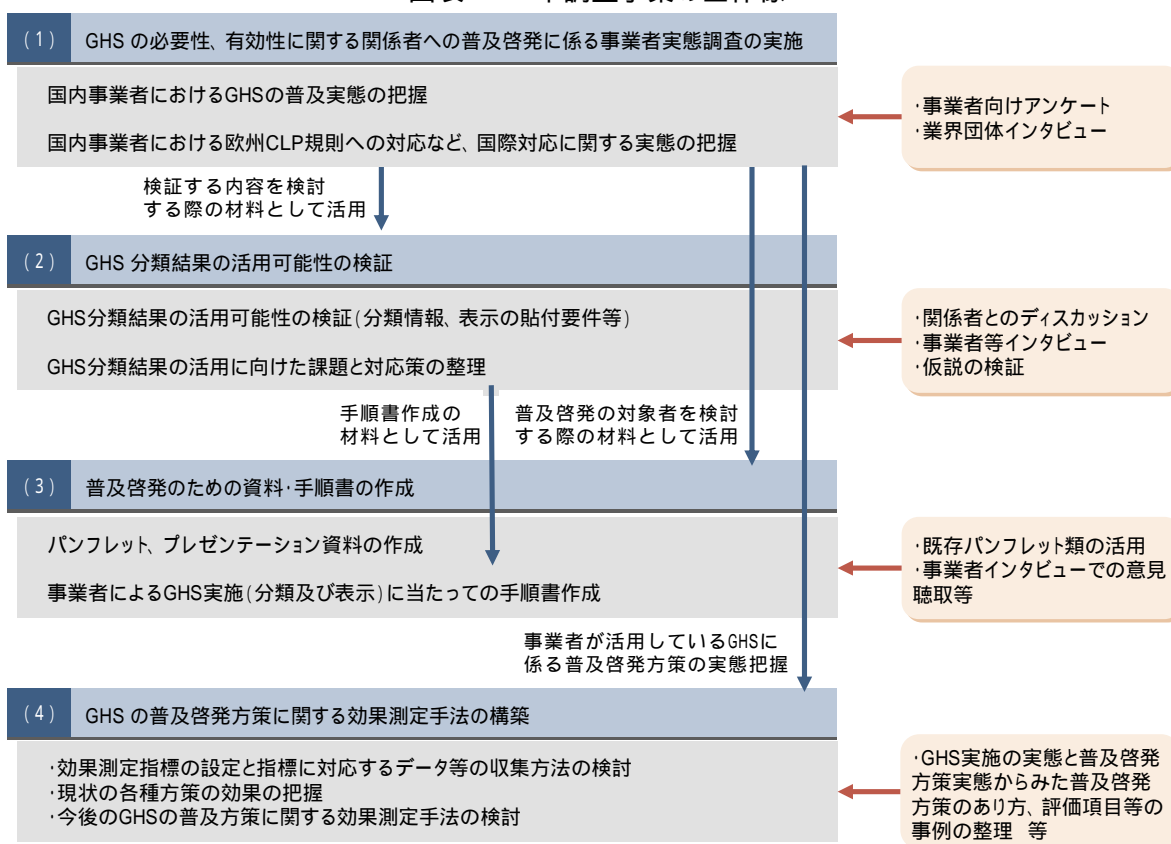 (1) GHS の必要性、有効性に関する関係者への普及啓発に係る事業者実態調査の実施
国内事業者におけるGHSの普及実態の把握
国内事業者における欧州CLP規則への対応など、国際対応に関する実態の把握
・事業者向けアンケート
・業界団体インタビュー
検証する内容を検討
する際の材料として活用
(2) GHS 分類結果の活用可能性の検証
GHS分類結果の活用可能性の検証(分類情報、表示の貼付要件等)
GHS分類結果の活用に向けた課題と対応策の整理
・関係者とのディスカッション
・事業者等インタビュー
・仮説の検証
手順書作成の
材料として活用
普及啓発の対象者を検討
する際の材料として活用
(3) 普及啓発のための資料・手順書の作成
パンフレット、プレゼンテーション資料の作成
事業者によるGHS実施(分類及び表示)に当たっての手順書作成
・既存パンフレット類の活用
・事業者インタビューでの意見
聴取等
事業者が活用しているGHSに
係る普及啓発方策の実態把握
(4) GHS の普及啓発方策に関する効果測定手法の構築
・効果測定指標の設定と指標に対応するデータ等の収集方法の検討
・現状の各種方策の効果の把握
・今後のGHSの普及方策に関する効果測定手法の検討
・GHS実施の実態と普及啓発
方策実態からみた普及啓発
方策のあり方、評価項目等の
事例の整理 等